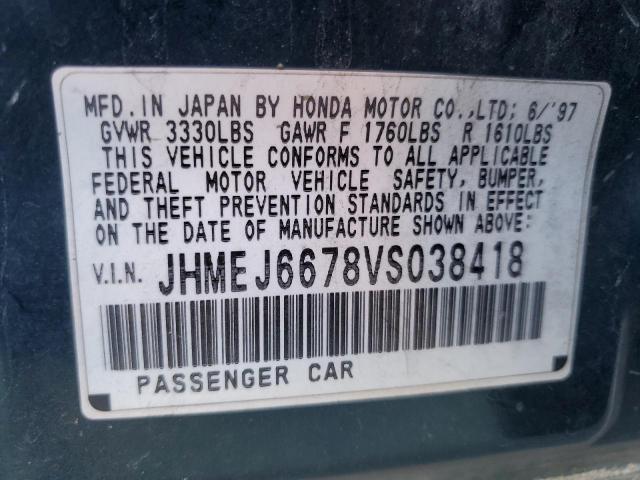 MFD. IN JAPAN BY HONDA MOTOR CO., LTD; 6/'97
GVWR 3330LBS GAWR F 1760LBS R 1610LBS
THIS VEHICLE CONFORMS TO ALL APPLICABLE
FEDERAL MOTOR VEHICLE SAFETY, BUMPER,
AND THEFT PREVENTION STANDARDS IN EFFECT
ON THE DATE OF MANUFACTURE SHOWN ABOVE:
V.I.N. JHMEJ6678VS038418
PASSENGER CAR